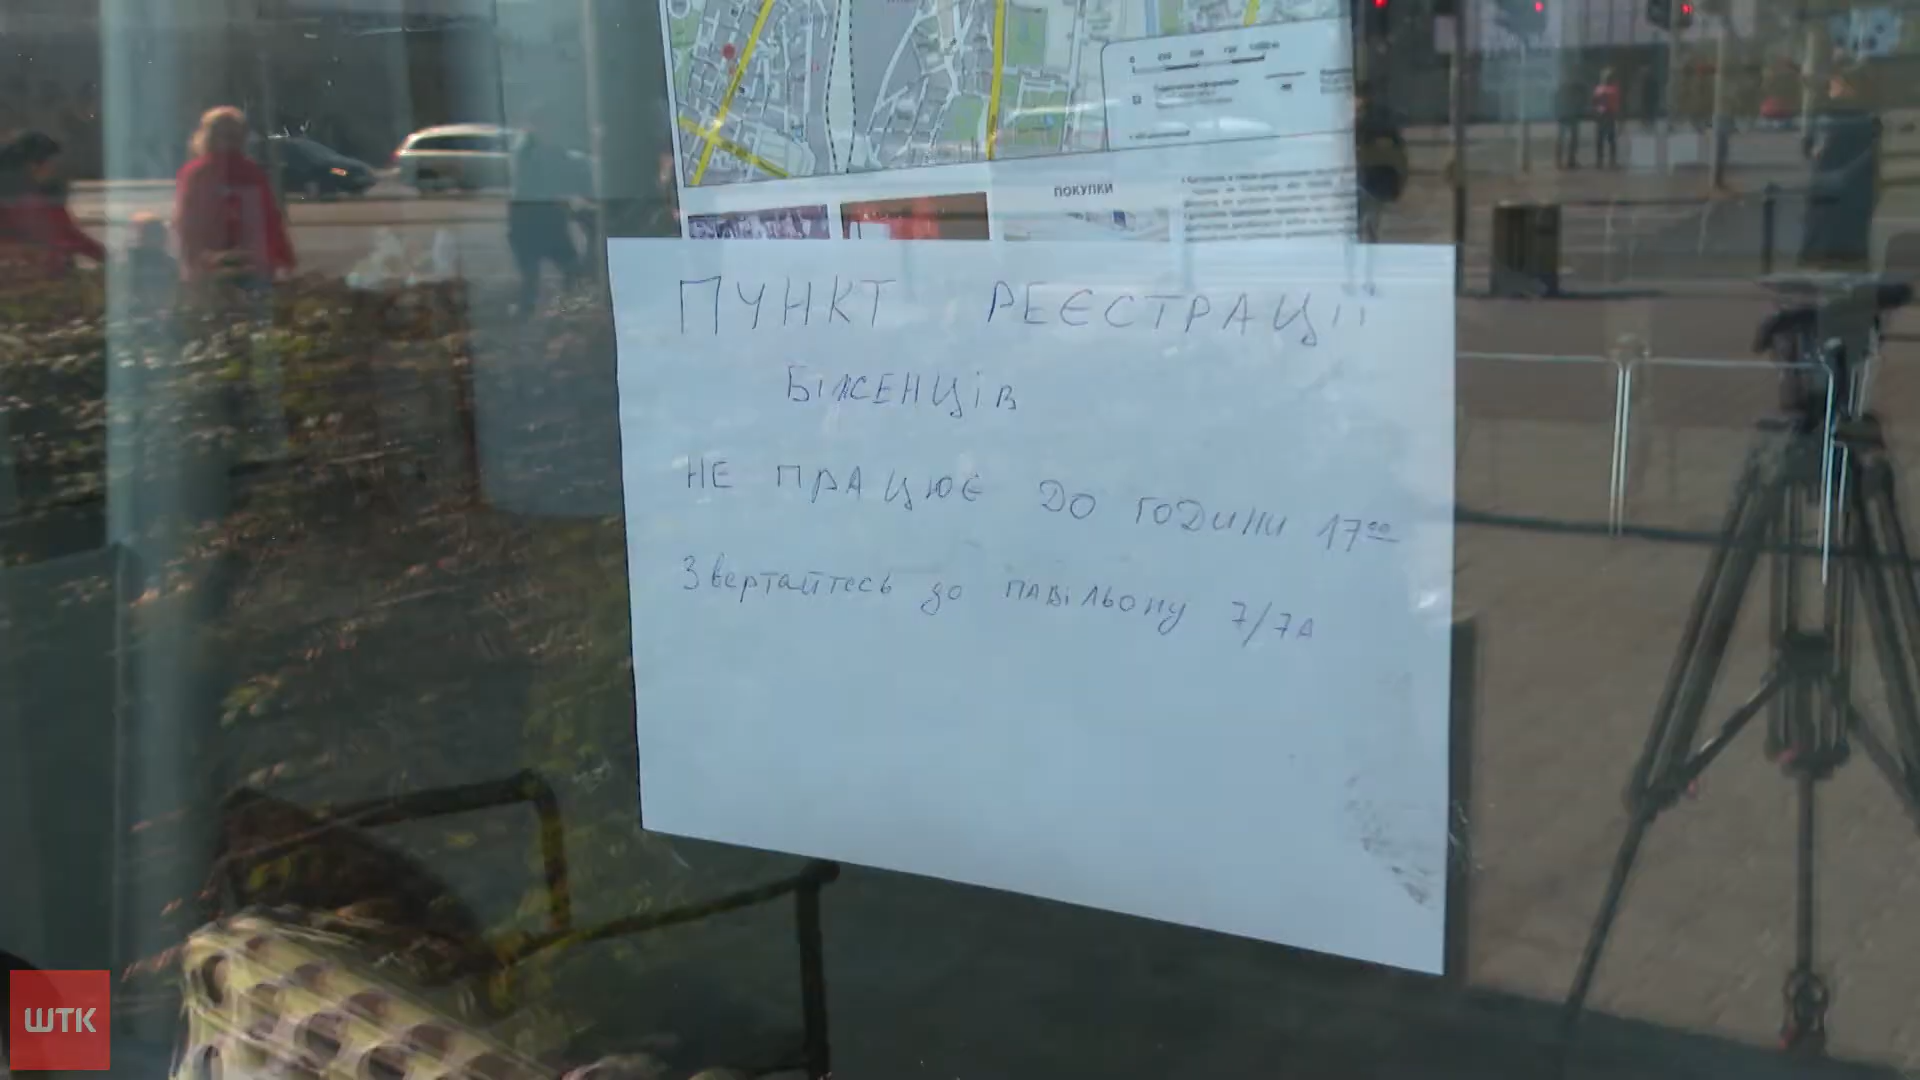 ПОКУПКИ
ПУНКТ РЕЄСТРАЦІЇ
БІЖЕНЦІВ
НЕ ПРАЦЮЄ ДО ГОДИНИ 17⁰⁰
Звертайтесь до павільону 7/7А
ШТК